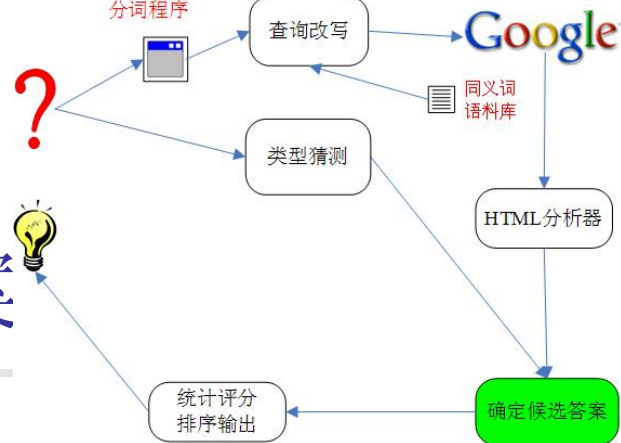 分词程序
查询改写
Google
?
同义词
语料库
类型猜测
HTML分析器
统计评分
排序输出
确定候选答案